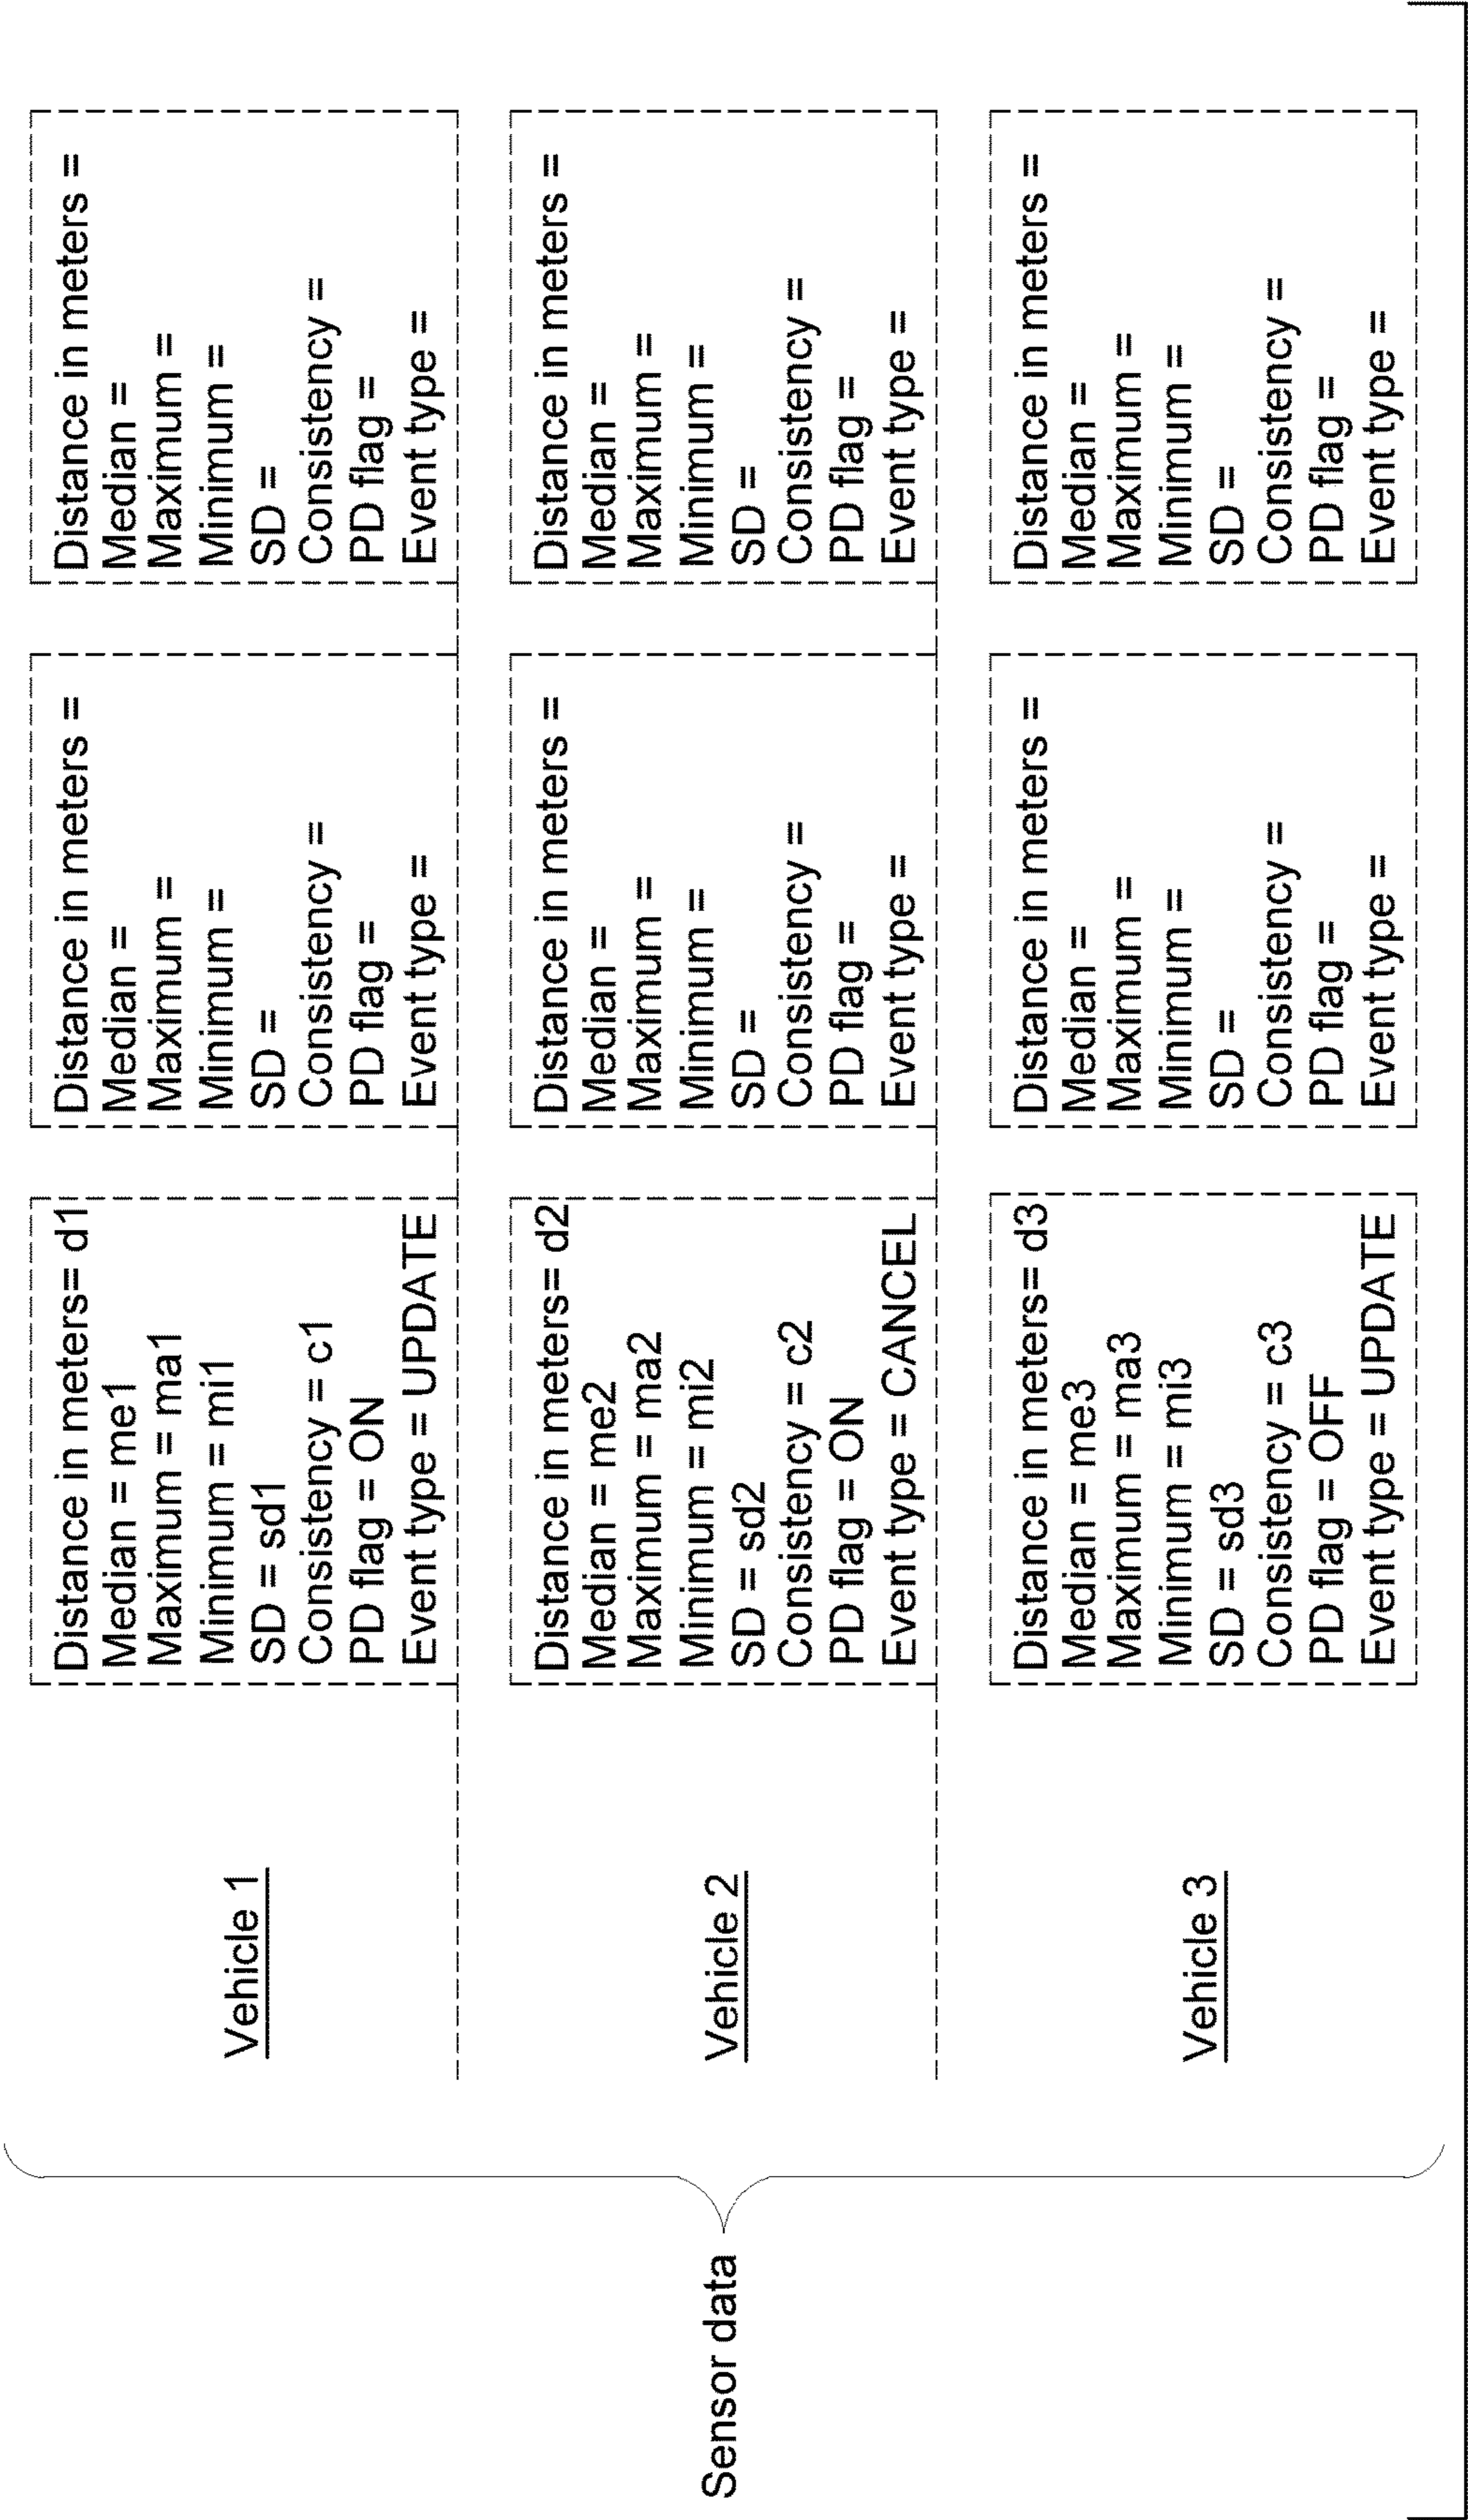 Sensor data
Vehicle 1
Distance in meters= d1
Median = me1
Maximum = ma1
Minimum = mi1
SD = sd1
Consistency = c1
PD flag = ON
Event type = UPDATE
Distance in meters =
Median =
Maximum =
Minimum =
SD =
Consistency =
PD flag =
Event type =
Distance in meters =
Median =
Maximum =
Minimum =
SD =
Consistency =
PD flag =
Event type =
Vehicle 2
Distance in meters= d2
Median = me2
Maximum = ma2
Minimum = mi2
SD = sd2
Consistency = c2
PD flag = ON
Event type = CANCEL
Distance in meters =
Median =
Maximum =
Minimum =
SD =
Consistency =
PD flag =
Event type =
Distance in meters =
Median =
Maximum =
Minimum =
SD =
Consistency =
PD flag =
Event type =
Vehicle 3
Distance in meters= d3
Median = me3
Maximum = ma3
Minimum = mi3
SD = sd3
Consistency = c3
PD flag = OFF
Event type = UPDATE
Distance in meters =
Median =
Maximum =
Minimum =
SD =
Consistency =
PD flag =
Event type =
Distance in meters =
Median =
Maximum =
Minimum =
SD =
Consistency =
PD flag =
Event type =